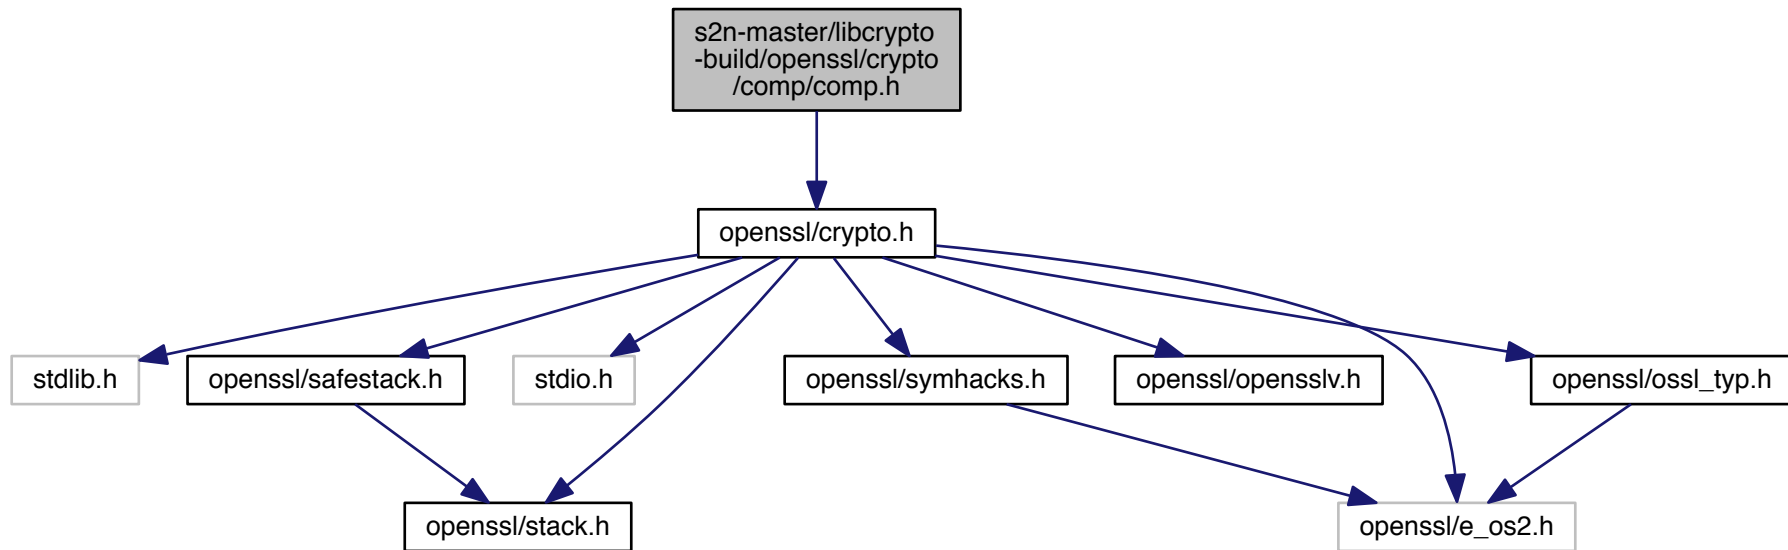 s2n-master/libcrypto
-build/openssl/crypto
/comp/comp.h
openssl/crypto.h
stdlib.h
openssl/safestack.h
stdio.h
openssl/symhacks.h
openssl/opensslv.h
openssl/ossl_typ.h
openssl/stack.h
openssl/e_os2.h